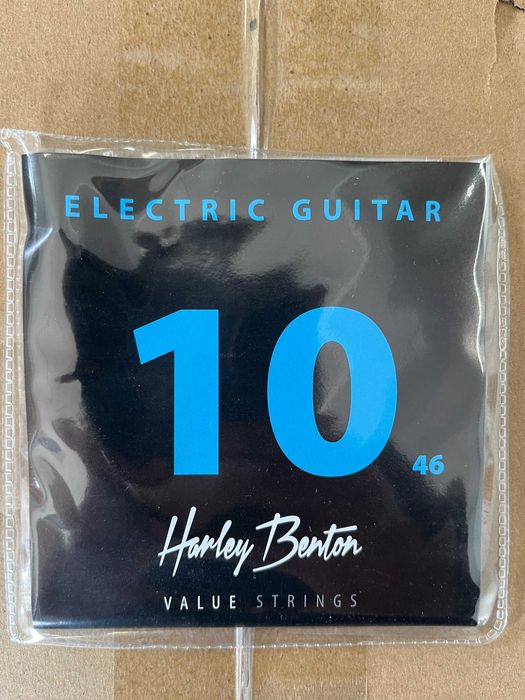 ELECTRIC GUITAR
10 46
Harley Benton
VALUE STRINGS